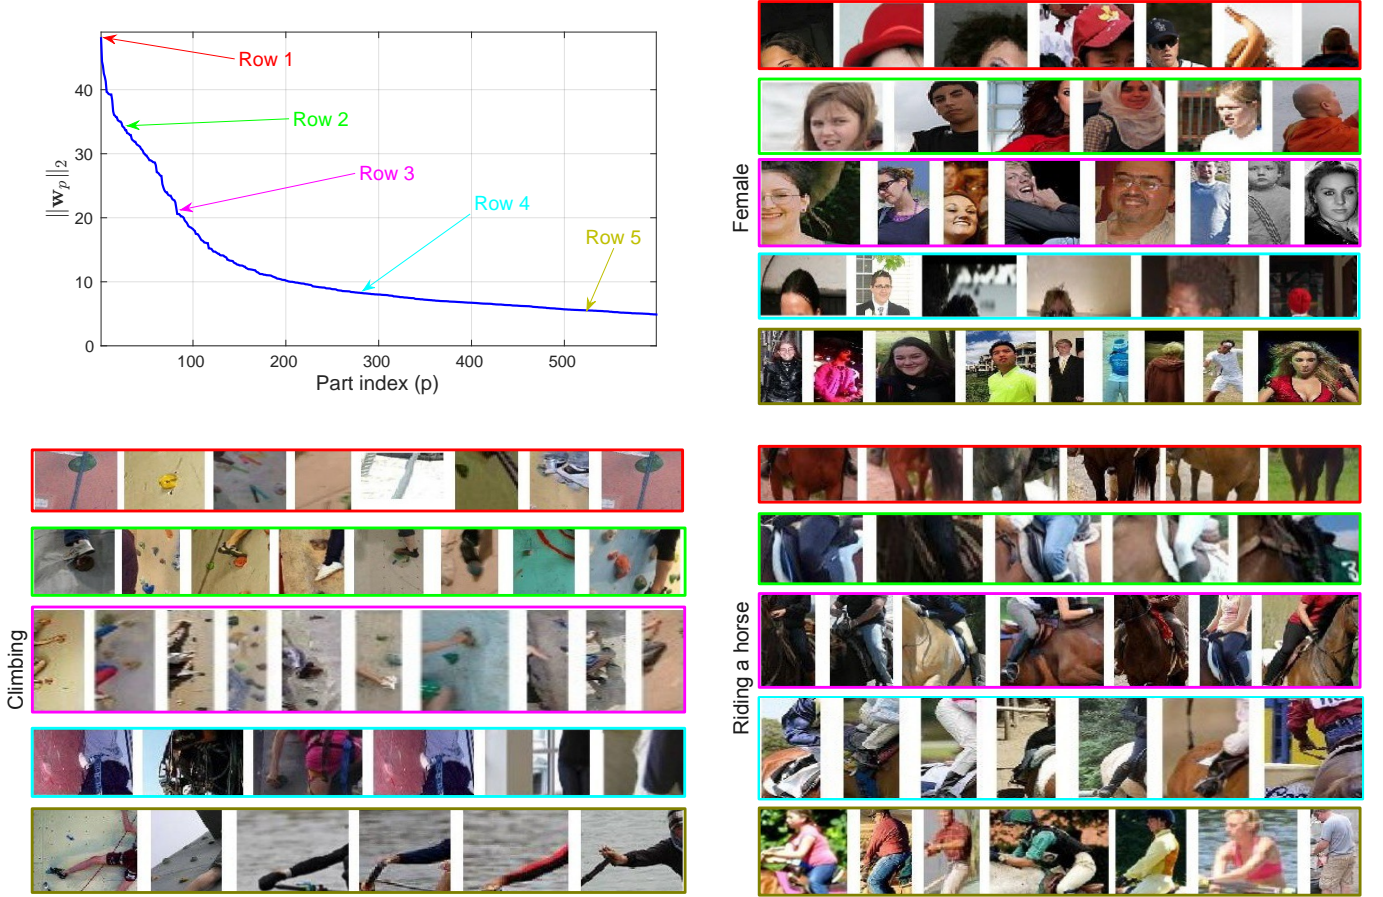 Row 1
Row 2
Row 3
Row 4
Row 5
‖w_p‖_2
40
30
20
10
0
100
200
300
400
500
Part index (p)
Female
Climbing
Riding a horse